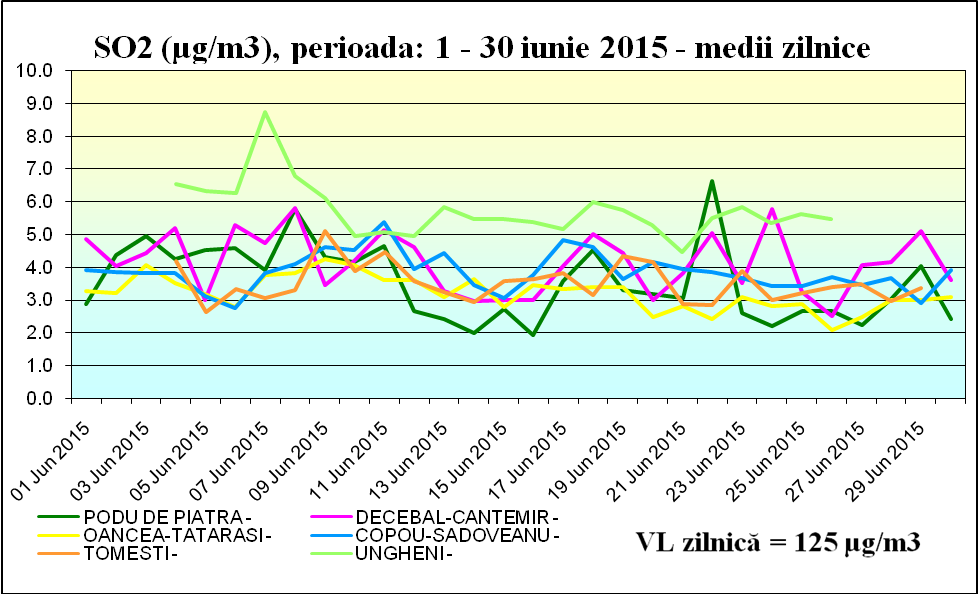 SO2 (µg/m3), perioada: 1 - 30 iunie 2015 - medii zilnice
10.0
9.0
8.0
7.0
6.0
5.0
4.0
3.0
2.0
1.0
0.0
01 Jun 2015
03 Jun 2015
05 Jun 2015
07 Jun 2015
09 Jun 2015
11 Jun 2015
13 Jun 2015
15 Jun 2015
17 Jun 2015
19 Jun 2015
21 Jun 2015
23 Jun 2015
25 Jun 2015
27 Jun 2015
29 Jun 2015
PODU DE PIATRA -
DECEBAL-CANTEMIR -
OANCEA-TATARASI-
COPOU-SADOVEANU -
TOMESTI-
UNGHENI-
VL zilnică = 125 µg/m3